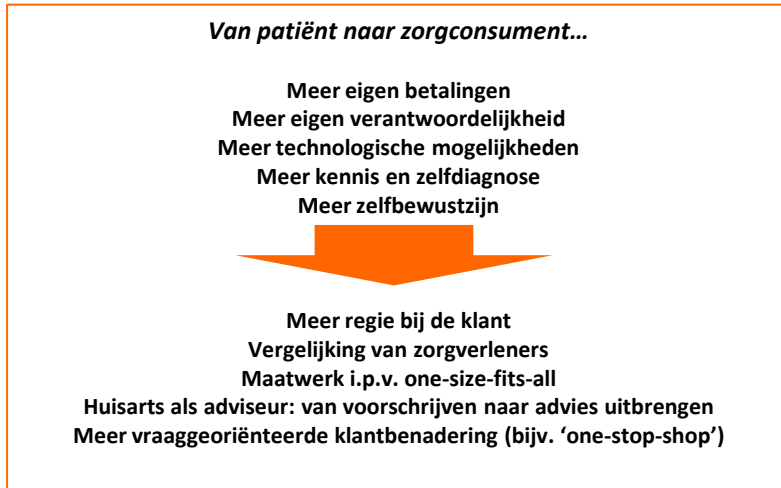 Van patiënt naar zorgconsument…
Meer eigen betalingen
Meer eigen verantwoordelijkheid
Meer technologische mogelijkheden
Meer kennis en zelfdiagnose
Meer zelfbewustzijn
Meer regie bij de klant
Vergelijking van zorgverleners
Maatwerk i.p.v. one-size-fits-all
Huisarts als adviseur: van voorschrijven naar advies uitbrengen
Meer vraaggeoriënteerde klantbenadering (bijv. ‘one-stop-shop’)